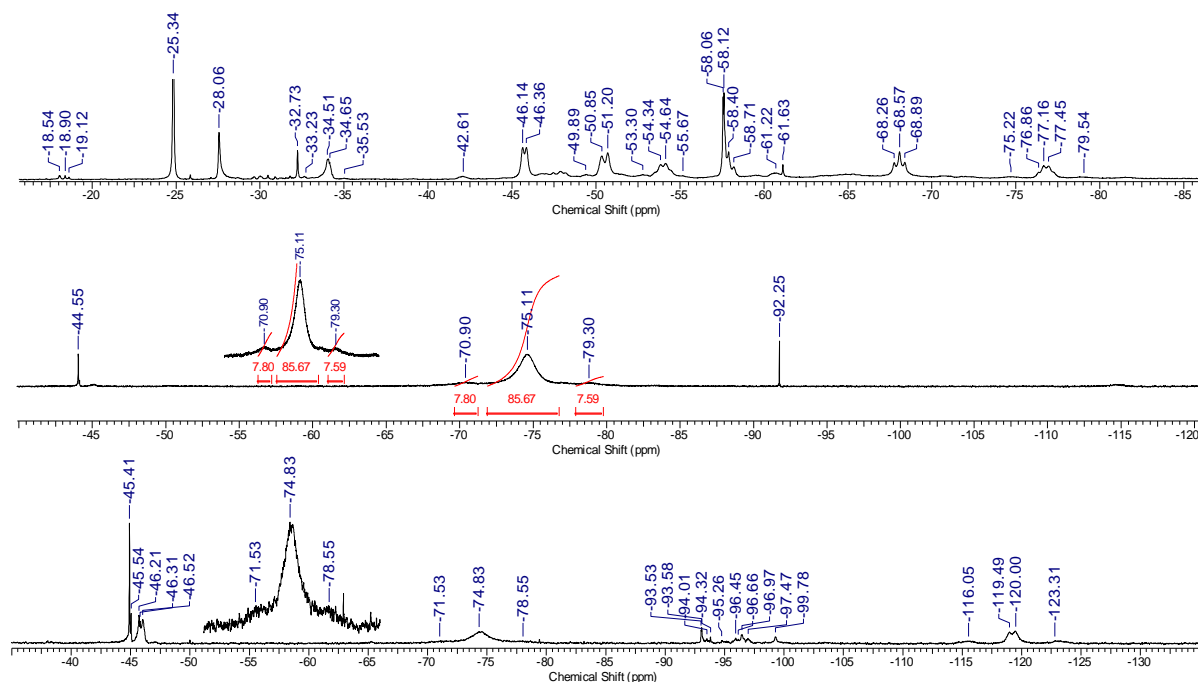 -18.54 -18.90 -19.12 -25.34 -28.06 -32.73 -33.23 -34.51 -34.65 -35.53 -42.61 -46.14 -46.36 -49.89 -50.85 -51.20 -53.30 -54.34 -54.64 -55.67 -58.06 -58.12 -58.40 -58.71 -61.22 -61.63 -68.26 -68.57 -68.89 -75.22 -76.86 -77.16 -77.45 -79.54
-20 -25 -30 -35 -40 -45 -50 -55 -60 -65 -70 -75 -80 -85
Chemical Shift (ppm)
-44.55 -70.90 -75.11 -79.30 -70.90 -75.11 -79.30 -92.25
7.80 85.67 7.59
7.80 85.67 7.59
-45 -50 -55 -60 -65 -70 -75 -80 -85 -90 -95 -100 -105 -110 -115 -120
Chemical Shift (ppm)
-45.41 -45.54 -46.21 -46.31 -46.52 -71.53 -74.83 -78.55 -71.53 -74.83 -78.55 -93.53 -93.58 -94.01 -94.32 -95.26 -96.45 -96.66 -96.97 -97.47 -99.78 -116.05 -119.49 -120.00 -123.31
-40 -45 -50 -55 -60 -65 -70 -75 -80 -85 -90 -95 -100 -105 -110 -115 -120 -125 -130
Chemical Shift (ppm)